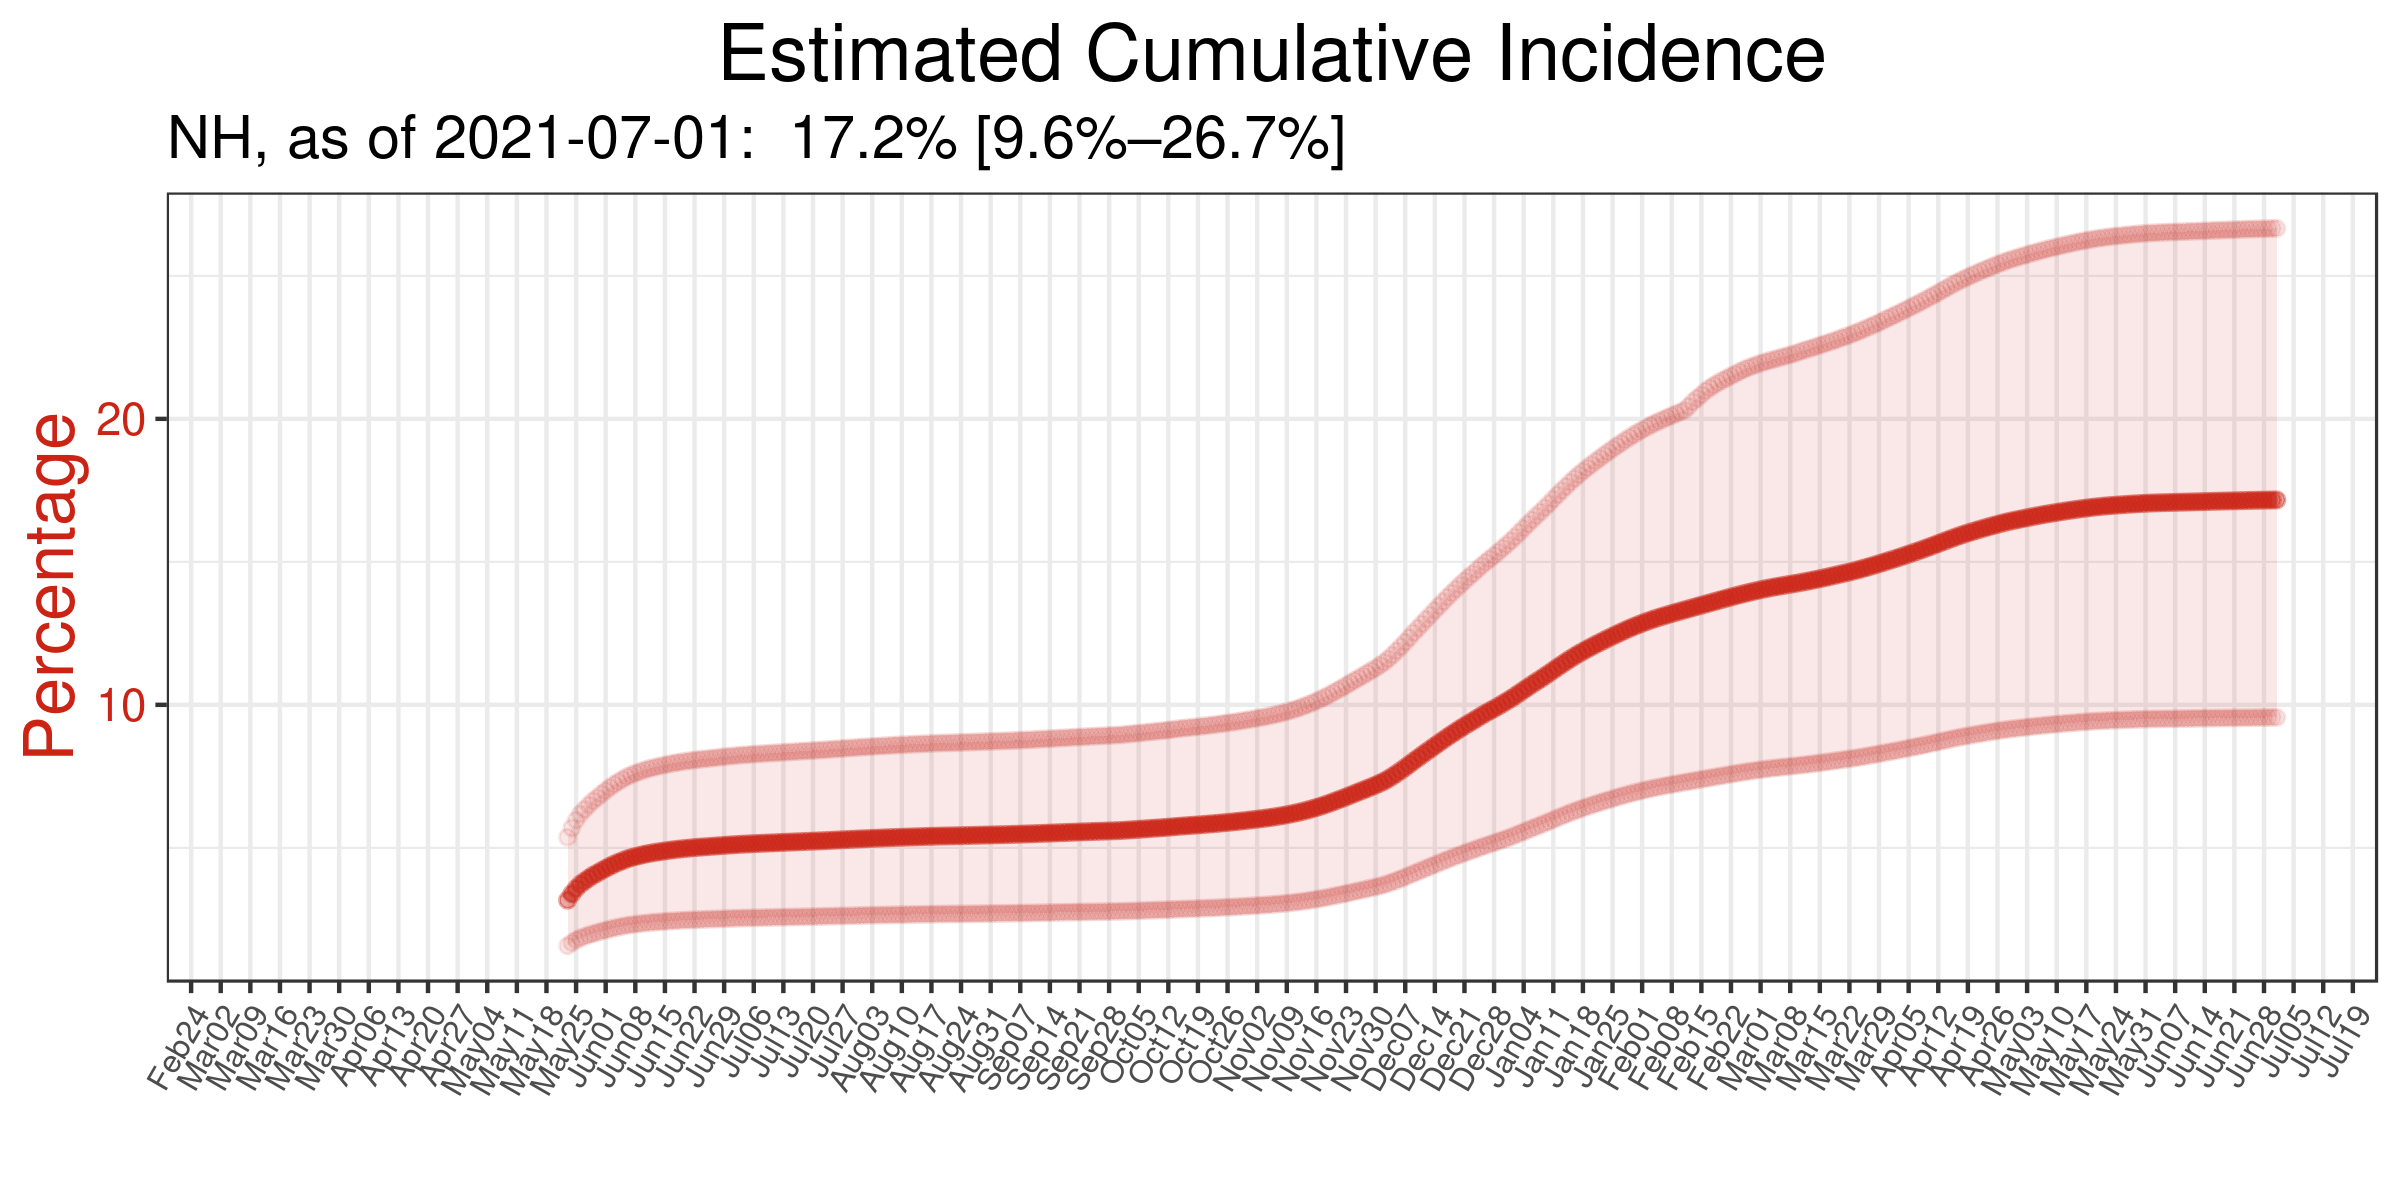 Estimated Cumulative Incidence
NH, as of 2021-07-01:  17.2% [9.6%–26.7%]
Percentage
20
10
Feb24
Mar02
Mar09
Mar16
Mar23
Mar30
Apr06
Apr13
Apr20
Apr27
May04
May11
May18
May25
Jun01
Jun08
Jun15
Jun22
Jun29
Jul06
Jul13
Jul20
Jul27
Aug03
Aug10
Aug17
Aug24
Aug31
Sep07
Sep14
Sep21
Sep28
Oct05
Oct12
Oct19
Oct26
Nov02
Nov09
Nov16
Nov23
Nov30
Dec07
Dec14
Dec21
Dec28
Jan04
Jan11
Jan18
Jan25
Feb01
Feb08
Feb15
Feb22
Mar01
Mar08
Mar15
Mar22
Mar29
Apr05
Apr12
Apr19
Apr26
May03
May10
May17
May24
May31
Jun07
Jun14
Jun21
Jun28
Jul05
Jul12
Jul19